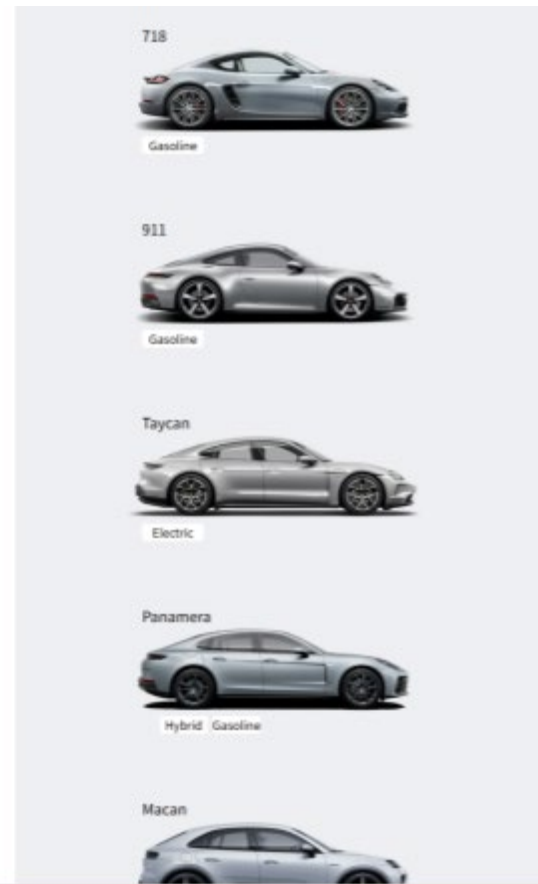 718
Gasoline
911
Gasoline
Taycan
Electric
Panamera
Hybrid Gasoline
Macan